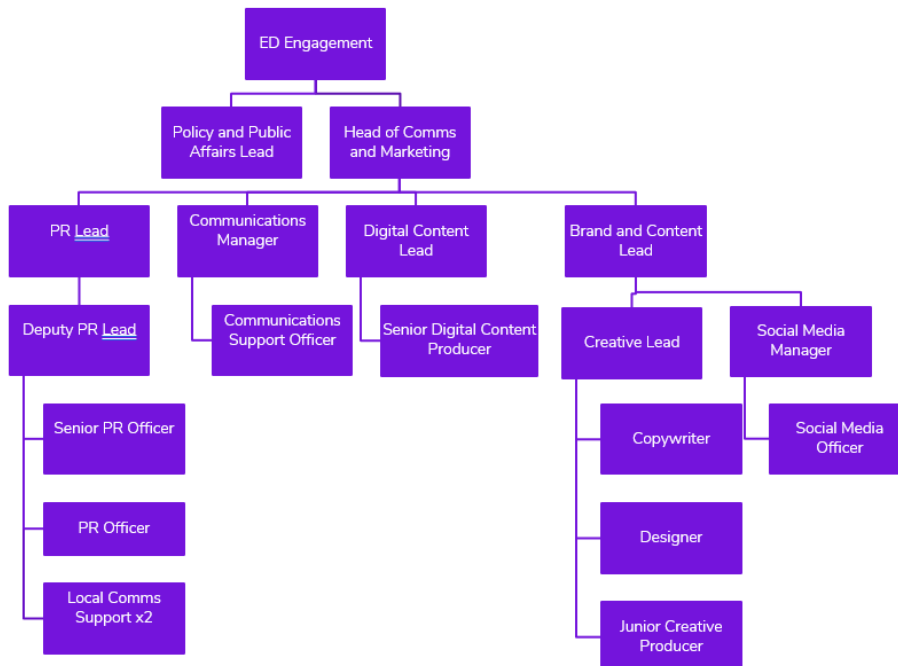 ED Engagement
Policy and Public
Affairs Lead
Head of Comms
and Marketing
PR Lead
Communications
Manager
Digital Content
Lead
Brand and Content
Lead
Deputy PR Lead
Communications
Support Officer
Senior Digital Content
Producer
Creative Lead
Social Media
Manager
Senior PR Officer
Copywriter
Social Media
Officer
PR Officer
Designer
Local Comms
Support x2
Junior Creative
Producer